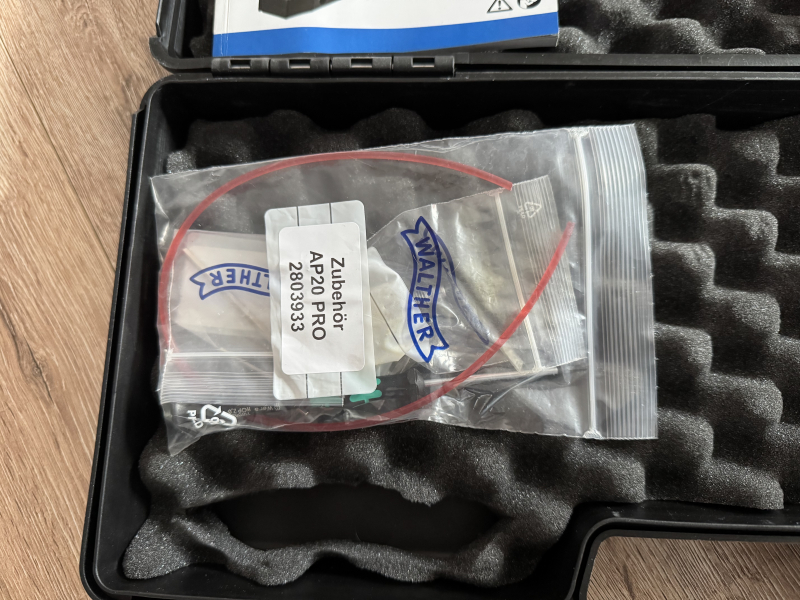 WALTHER
WALTHER
Zubehör
AP20 PRO
2803933